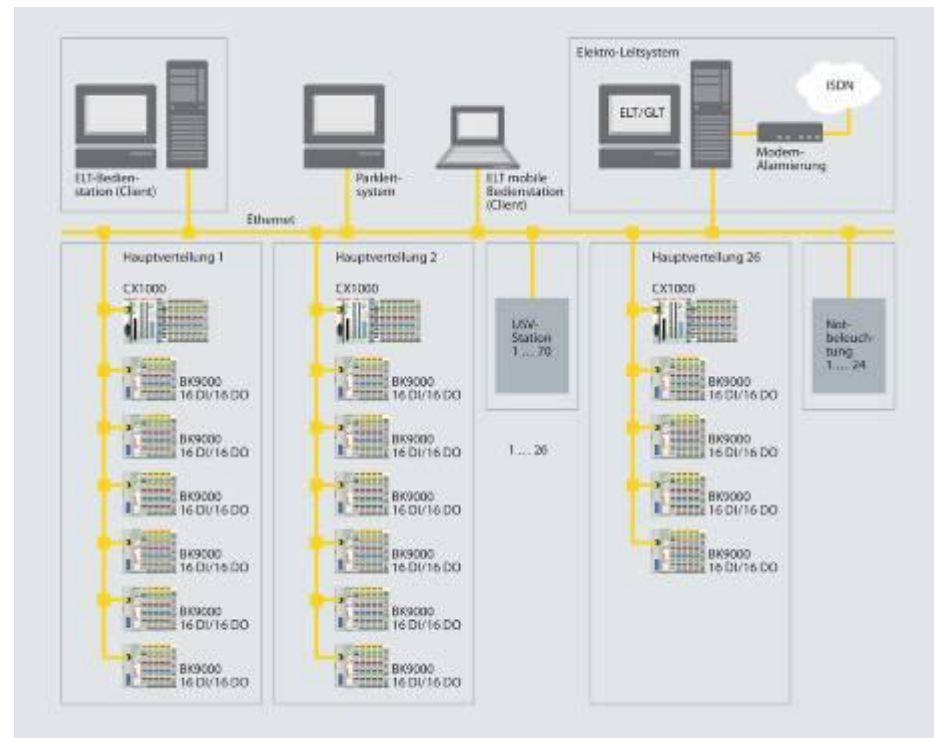 Elektro-Leitsystem
ISDN
ELT/GLT
Modem-
Alarmierung
ELT-Bedien-
station (Client)
Parkleit-
system
ELT mobile
Bedienstation
(Client)
Ethernet
Hauptverteilung 1
CX1000
BK9000
16 DI/16 DO
BK9000
16 DI/16 DO
BK9000
16 DI/16 DO
BK9000
16 DI/16 DO
BK9000
16 DI/16 DO
BK9000
16 DI/16 DO
Hauptverteilung 2
CX1000
BK9000
16 DI/16 DO
BK9000
16 DI/16 DO
BK9000
16 DI/16 DO
BK9000
16 DI/16 DO
BK9000
16 DI/16 DO
BK9000
16 DI/16 DO
USV-
Station
1 .... 70
1 .... 26
Hauptverteilung 26
CX1000
BK9000
16 DI/16 DO
BK9000
16 DI/16 DO
BK9000
16 DI/16 DO
BK9000
16 DI/16 DO
Not-
beleuch-
tung
1 .... 24